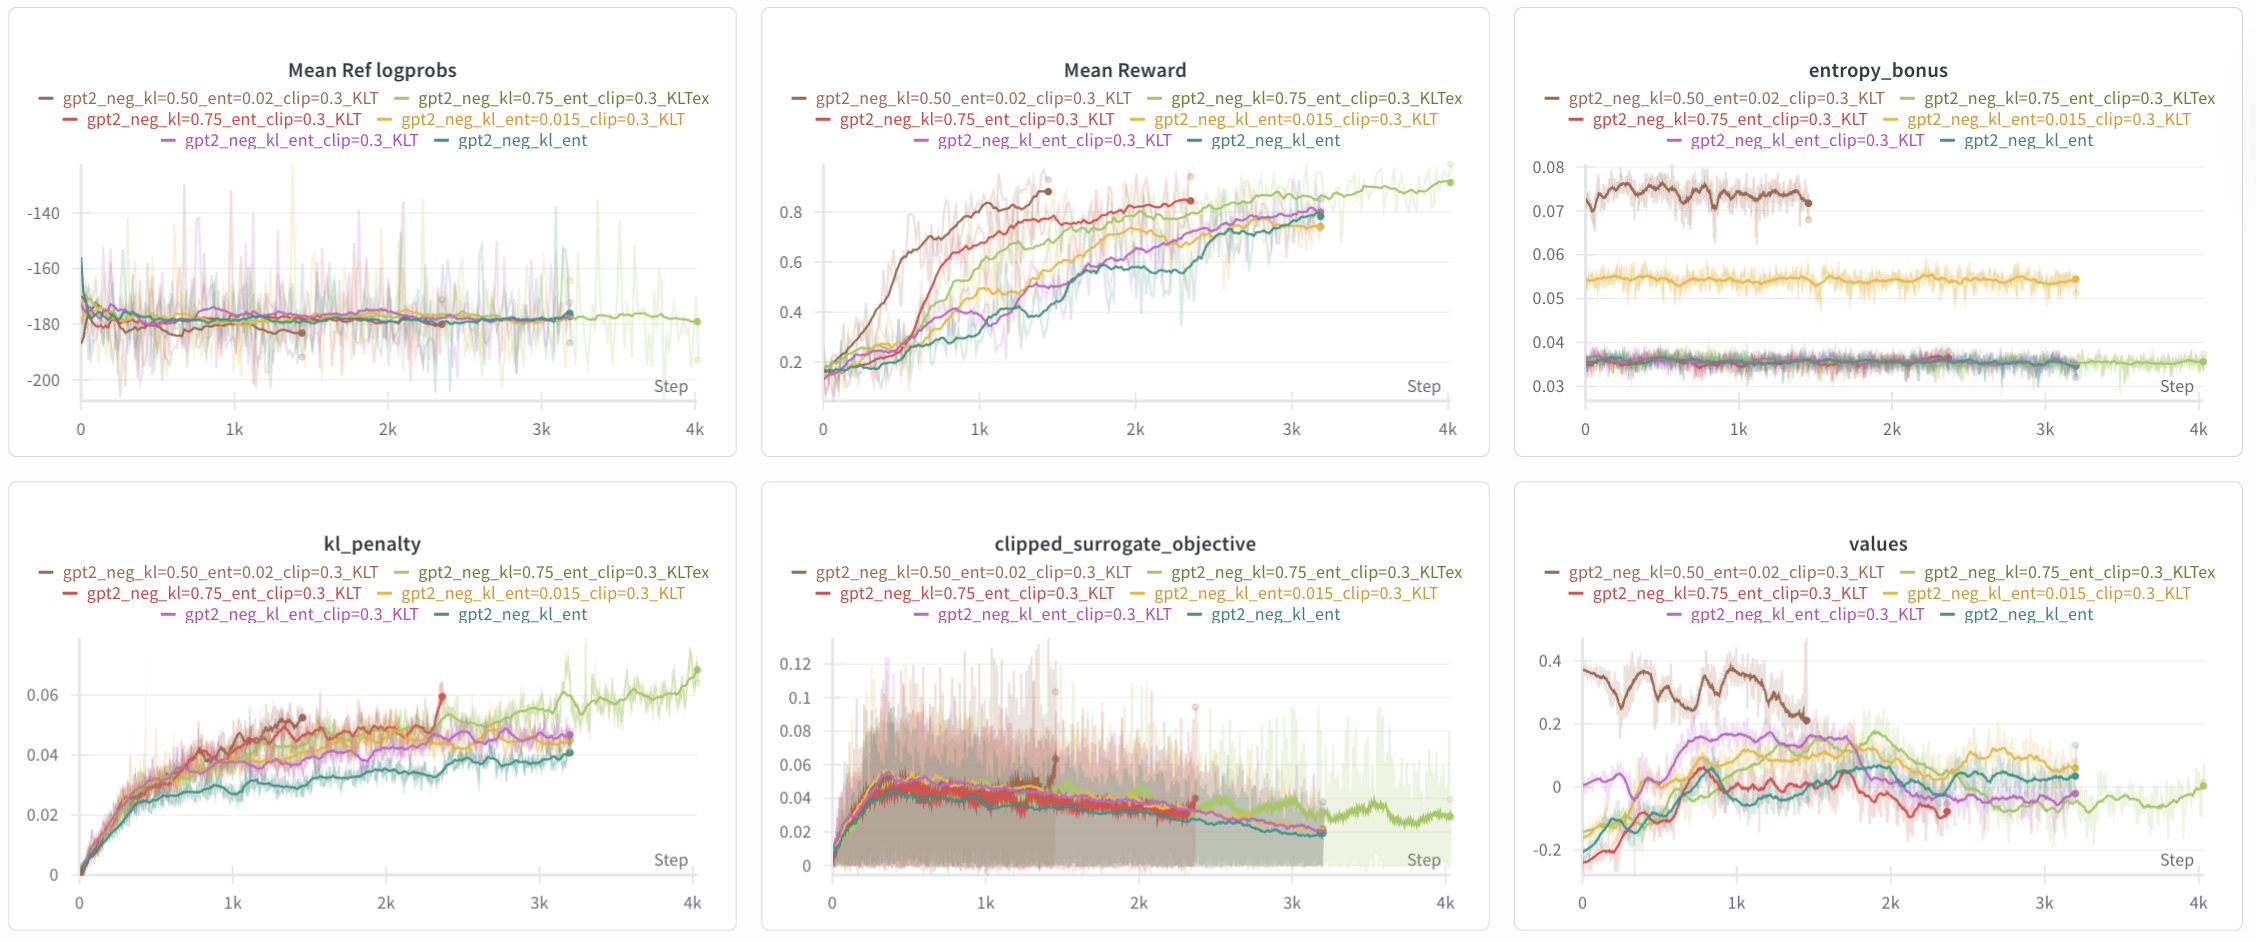 Mean Ref logprobs
gpt2_neg_kl=0.50_ent=0.02_clip=0.3_KLT gpt2_neg_kl=0.75_ent_clip=0.3_KLTex
gpt2_neg_kl=0.75_ent_clip=0.3_KLT gpt2_neg_kl_ent=0.015_clip=0.3_KLT
gpt2_neg_kl_ent_clip=0.3_KLT gpt2_neg_kl_ent
-140
-160
-180
-200
Step
0 1k 2k 3k 4k
Mean Reward
gpt2_neg_kl=0.50_ent=0.02_clip=0.3_KLT gpt2_neg_kl=0.75_ent_clip=0.3_KLTex
gpt2_neg_kl=0.75_ent_clip=0.3_KLT gpt2_neg_kl_ent=0.015_clip=0.3_KLT
gpt2_neg_kl_ent_clip=0.3_KLT gpt2_neg_kl_ent
0.8
0.6
0.4
0.2
Step
0 1k 2k 3k 4k
entropy_bonus
gpt2_neg_kl=0.50_ent=0.02_clip=0.3_KLT gpt2_neg_kl=0.75_ent_clip=0.3_KLTex
gpt2_neg_kl=0.75_ent_clip=0.3_KLT gpt2_neg_kl_ent=0.015_clip=0.3_KLT
gpt2_neg_kl_ent_clip=0.3_KLT gpt2_neg_kl_ent
0.08
0.07
0.06
0.05
0.04
0.03
Step
0 1k 2k 3k 4k
kl_penalty
gpt2_neg_kl=0.50_ent=0.02_clip=0.3_KLT gpt2_neg_kl=0.75_ent_clip=0.3_KLTex
gpt2_neg_kl=0.75_ent_clip=0.3_KLT gpt2_neg_kl_ent=0.015_clip=0.3_KLT
gpt2_neg_kl_ent_clip=0.3_KLT gpt2_neg_kl_ent
0.06
0.04
0.02
0
Step
0 1k 2k 3k 4k
clipped_surrogate_objective
gpt2_neg_kl=0.50_ent=0.02_clip=0.3_KLT gpt2_neg_kl=0.75_ent_clip=0.3_KLTex
gpt2_neg_kl=0.75_ent_clip=0.3_KLT gpt2_neg_kl_ent=0.015_clip=0.3_KLT
gpt2_neg_kl_ent_clip=0.3_KLT gpt2_neg_kl_ent
0.12
0.1
0.08
0.06
0.04
0.02
0
Step
0 1k 2k 3k 4k
values
gpt2_neg_kl=0.50_ent=0.02_clip=0.3_KLT gpt2_neg_kl=0.75_ent_clip=0.3_KLTex
gpt2_neg_kl=0.75_ent_clip=0.3_KLT gpt2_neg_kl_ent=0.015_clip=0.3_KLT
gpt2_neg_kl_ent_clip=0.3_KLT gpt2_neg_kl_ent
0.4
0.2
0
-0.2
Step
0 1k 2k 3k 4k